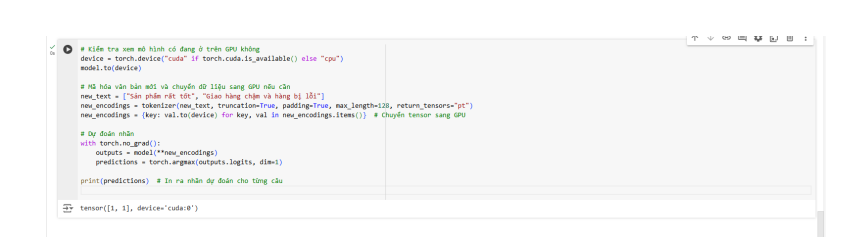 # Kiểm tra xem mô hình có đang ở trên GPU không
device = torch.device("cuda" if torch.cuda.is_available() else "cpu")
model.to(device)
# Mã hóa văn bản mới và chuyển dữ liệu sang GPU nếu cần
new_text = ["Sản phẩm rất tốt", "Giao hàng chậm và hàng bị lỗi"]
new_encodings = tokenizer(new_text, truncation=True, padding=True, max_length=128, return_tensors="pt")
new_encodings = {key: val.to(device) for key, val in new_encodings.items()}  # Chuyển tensor sang GPU
# Dự đoán nhãn
with torch.no_grad():
    outputs = model(**new_encodings)
    predictions = torch.argmax(outputs.logits, dim=1)
print(predictions)  # In ra nhãn dự đoán cho từng câu
tensor([1, 1], device='cuda:0')